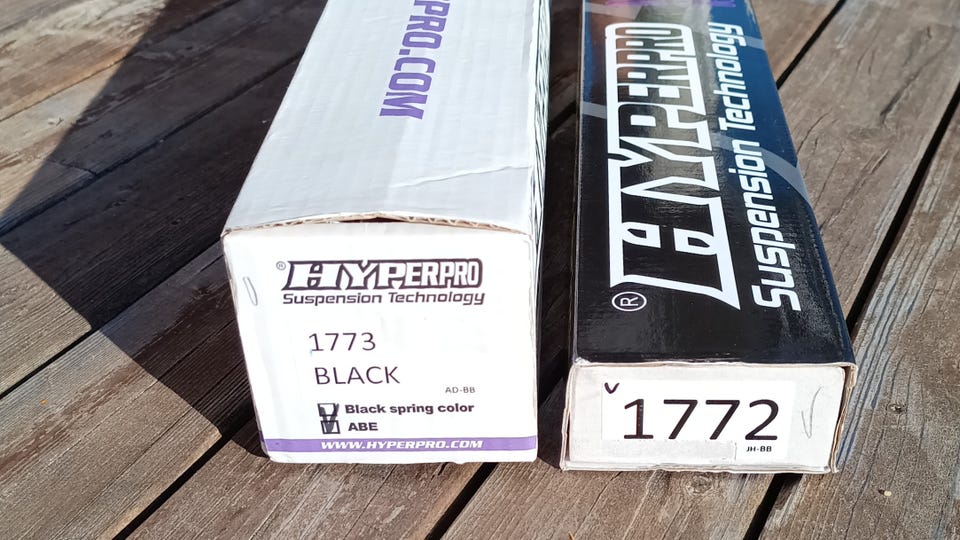 PRO.COM
® HYPERPRO
Suspension Technology
1773
BLACK
AD-BB
Black spring color
ABE
WWW.HYPERPRO.COM
HYPERPRO ®
Suspension Technology
1772
JH-BB